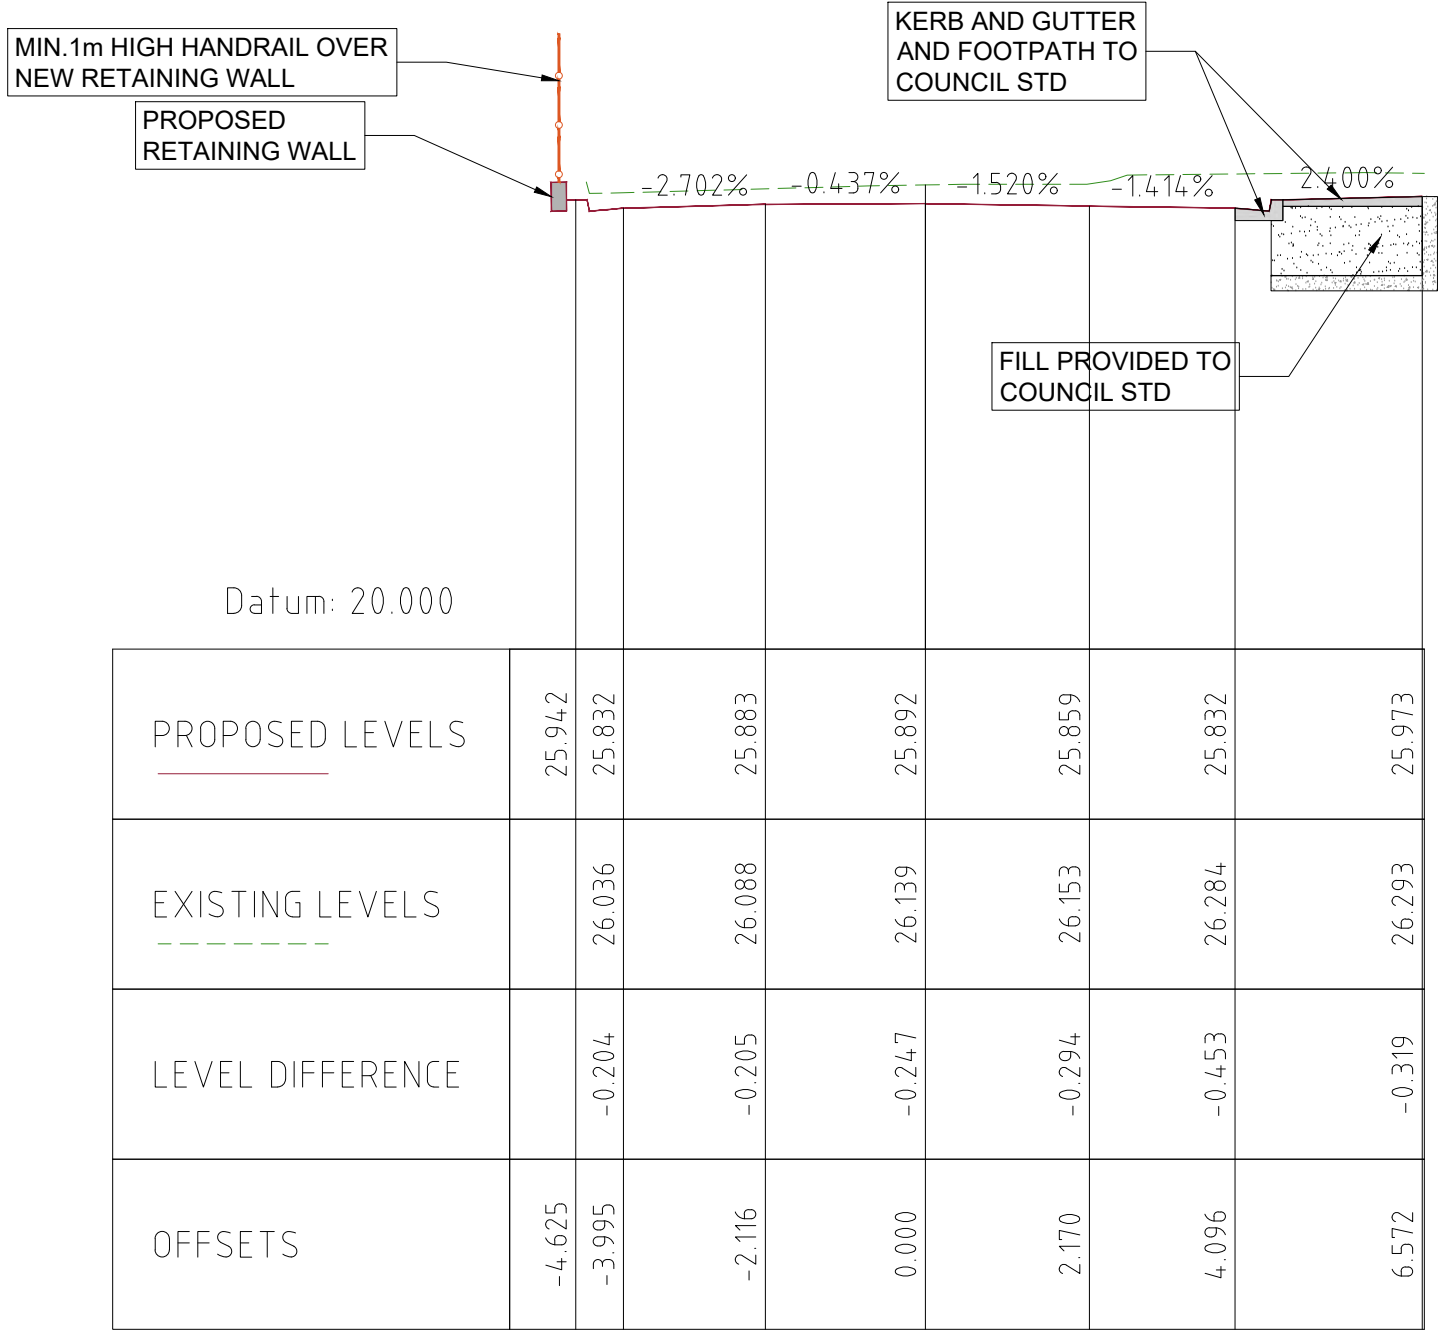 MIN.1m HIGH HANDRAIL OVER
NEW RETAINING WALL
PROPOSED
RETAINING WALL
KERB AND GUTTER
AND FOOTPATH TO
COUNCIL STD
-2.702% -0.437% -1.520% -1.414% 2.400%
FILL PROVIDED TO
COUNCIL STD
Datum: 20.000
PROPOSED LEVELS 25.942 25.832 25.883 25.892 25.859 25.832 25.973
EXISTING LEVELS 26.036 26.088 26.139 26.153 26.284 26.293
LEVEL DIFFERENCE -0.204 -0.205 -0.247 -0.294 -0.453 -0.319
OFFSETS -4.625 -3.995 -2.116 0.000 2.170 4.096 6.572